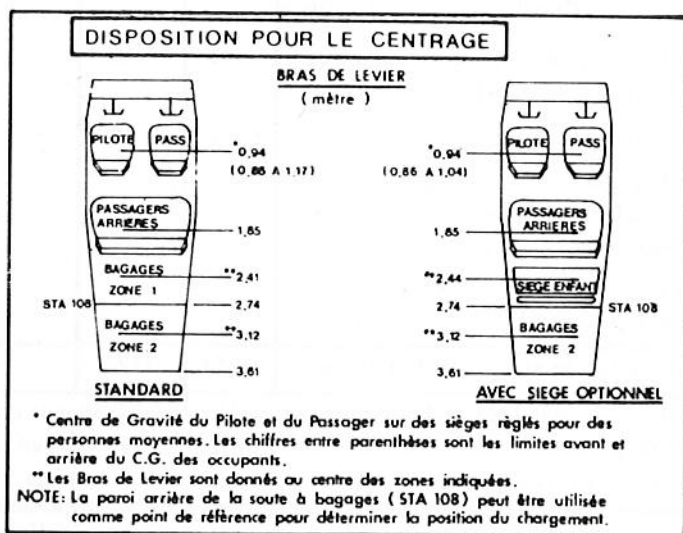 DISPOSITION POUR LE CENTRAGE
BRAS DE LEVIER
( mètre )
PILOTE PASS
*0,94
(0,86 A 1,17)
PASSAGERS
ARRIERES
1,85
BAGAGES
ZONE 1
**2,41
STA 108
2,74
BAGAGES
ZONE 2
**3,12
3,61
STANDARD
PILOTE PASS
*0,94
(0,86 A 1,04)
PASSAGERS
ARRIERES
1,85
**2,44
SIEGE ENFANT
2,74
STA 108
**3,12
BAGAGES
ZONE 2
3,61
AVEC SIEGE OPTIONNEL
* Centre de Gravité du Pilote et du Passager sur des sièges règlés pour des
personnes moyennes. Les chiffres entre parenthèses sont les limites avant et
arrière du C.G. des occupants.
** Les Bras de Levier sont donnés au centre des zones indiquées.
NOTE: La paroi arrière de la soute à bagages ( STA 108 ) peut être utilisée
comme point de rèfèrence pour déterminer la position du chargement.